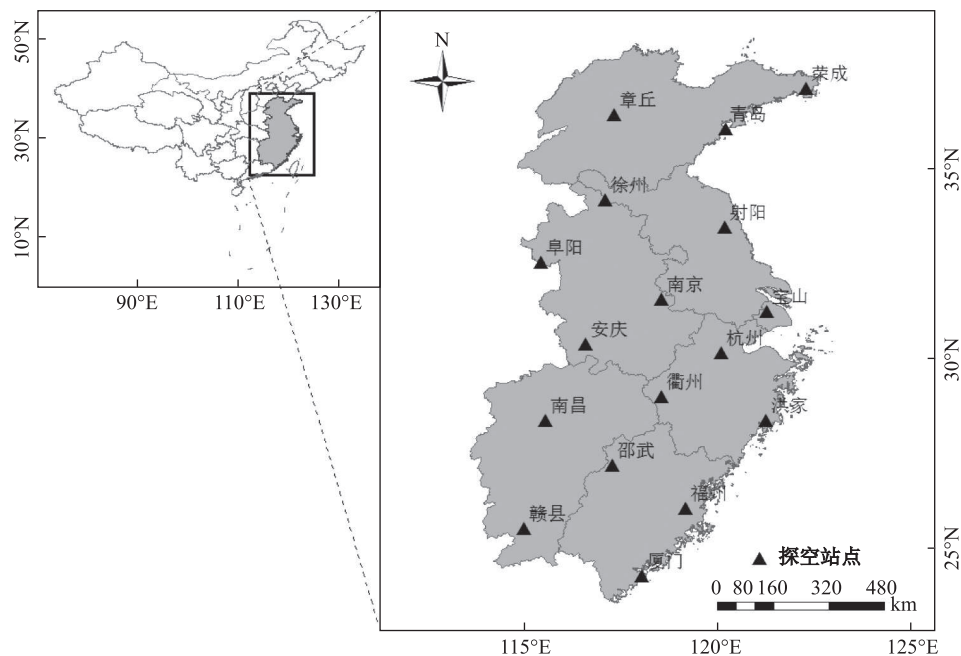 50°N
30°N
10°N
90°E
110°E
130°E
N
荣成
章丘
青岛
35°N
徐州
射阳
阜阳
南京
宝山
安庆
杭州
30°N
衢州
南昌
洪家
邵武
福州
赣县
25°N
厦门
探空站点
0 80 160 320 480
km
115°E
120°E
125°E